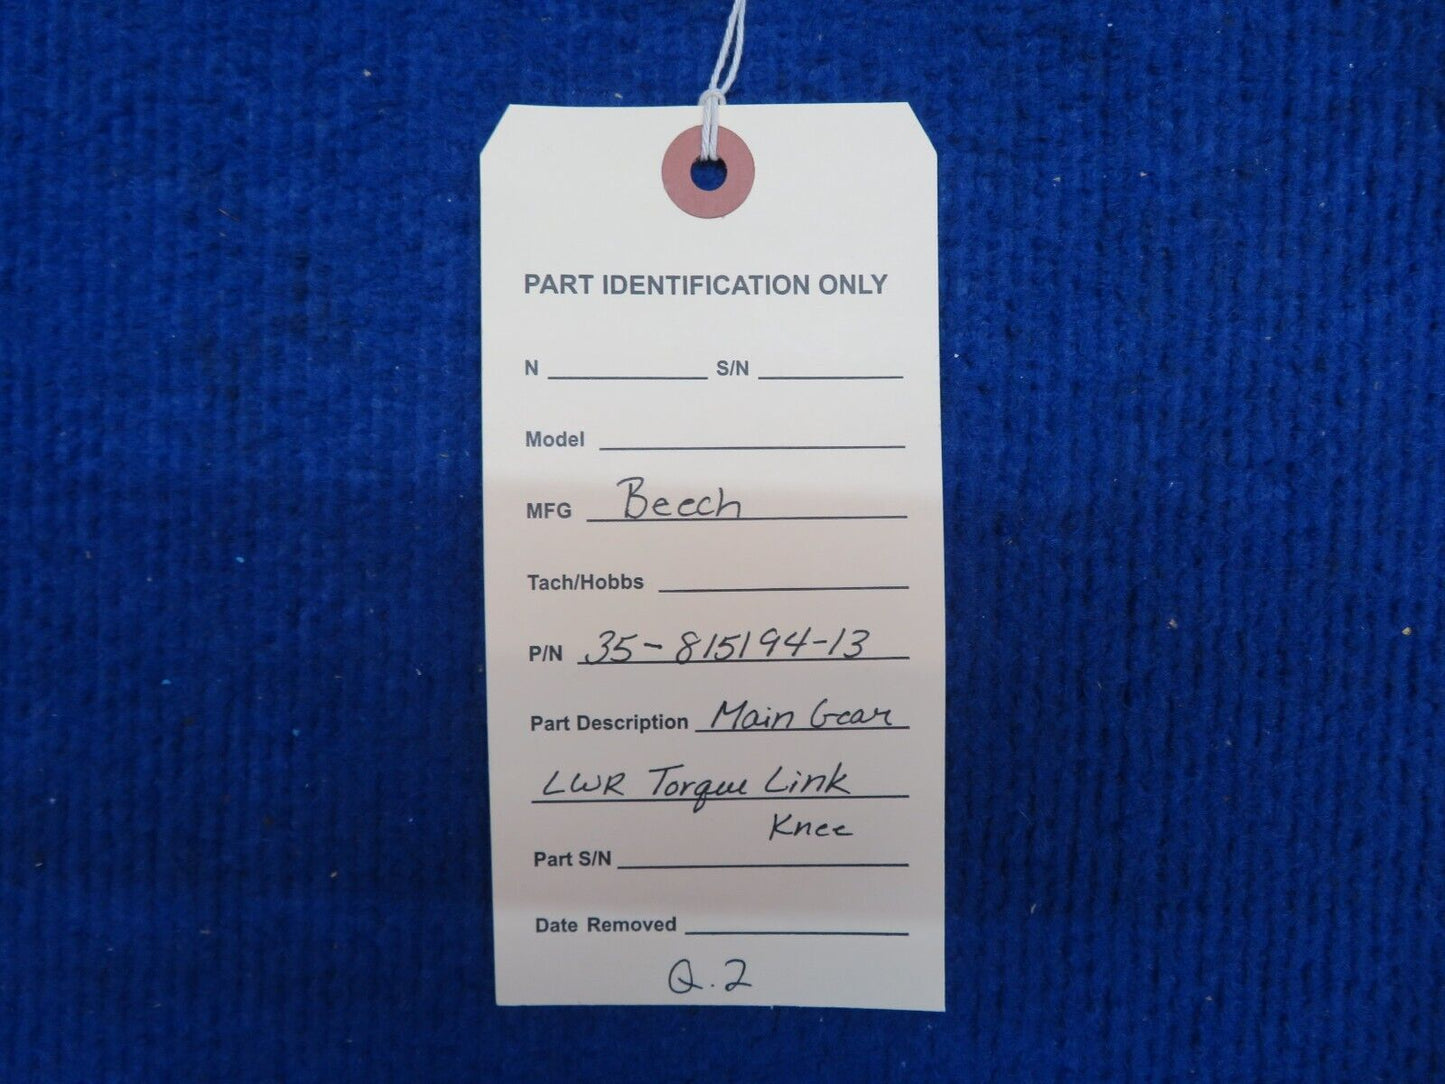 PART IDENTIFICATION ONLY
N S/N
Model
MFG Beech
Tach/Hobbs
P/N 35-815194-13
Part Description Main Gear
LWR Torque Link
Knee
Part S/N
Date Removed
Q.2